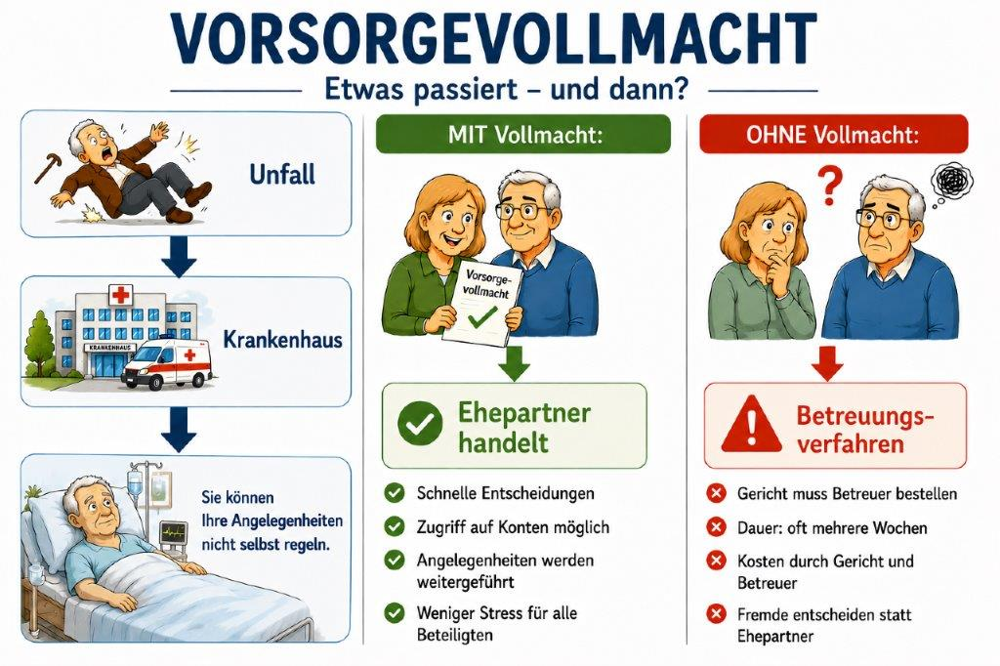 VORSORGEVOLLMACHT
Etwas passiert – und dann?
Unfall
KRANKENHAUS
Krankenhaus
Sie können
Ihre Angelegenheiten
nicht selbst regeln.
MIT Vollmacht:
Vorsorge-
vollmacht
Ehepartner
handelt
Schnelle Entscheidungen
Zugriff auf Konten möglich
Angelegenheiten werden
weitergeführt
Weniger Stress für alle
Beteiligten
OHNE Vollmacht:
?
!
Betreuungs-
verfahren
Gericht muss Betreuer bestellen
Dauer: oft mehrere Wochen
Kosten durch Gericht und
Betreuer
Fremde entscheiden statt
Ehepartner